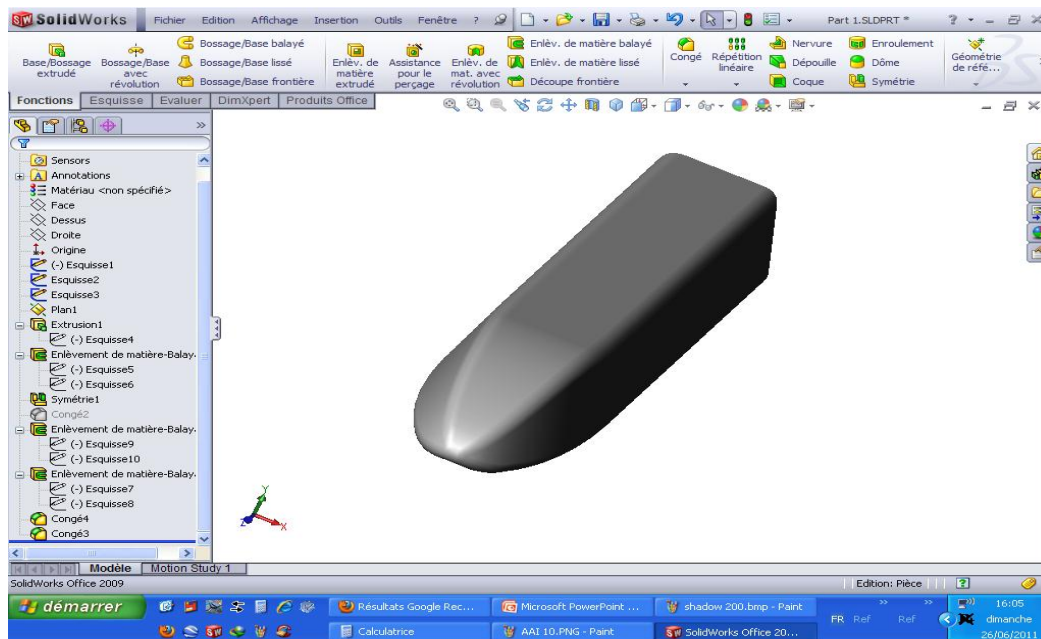 SolidWorks Fichier Edition Affichage Insertion Outils Fenêtre ? Part 1.SLDPRT *
Base/Bossage extrudé
Bossage/Base avec révolution
Bossage/Base balayé
Bossage/Base lissé
Bossage/Base frontière
Enlèv. de matière extrudé
Assistance pour le perçage
Enlèv. de mat. avec révolution
Enlèv. de matière balayé
Enlèv. de matière lissé
Découpe frontière
Congé
Répétition linéaire
Nervure
Dépouille
Coque
Enroulement
Dôme
Symétrie
Géométrie de réfé...
Fonctions Esquisse Evaluer DimXpert Produits Office
Sensors
Annotations
Matériau <non spécifié>
Face
Dessus
Droite
Origine
(-) Esquisse1
Esquisse2
Esquisse3
Plan1
Extrusion1
(-) Esquisse4
Enlèvement de matière-Balay
(-) Esquisse5
(-) Esquisse6
Symétrie1
Congé2
Enlèvement de matière-Balay
(-) Esquisse9
(-) Esquisse10
Enlèvement de matière-Balay
(-) Esquisse7
(-) Esquisse8
Congé4
Congé3
Y
Z
X
Modèle Motion Study 1
SolidWorks Office 2009 Edition: Pièce
démarrer
Résultats Google Rec... Microsoft PowerPoint ... shadow 200.bmp - Paint
Calculatrice AAI 10.PNG - Paint SolidWorks Office 20...
FR Ref Ref
16:05
dimanche
26/06/2011